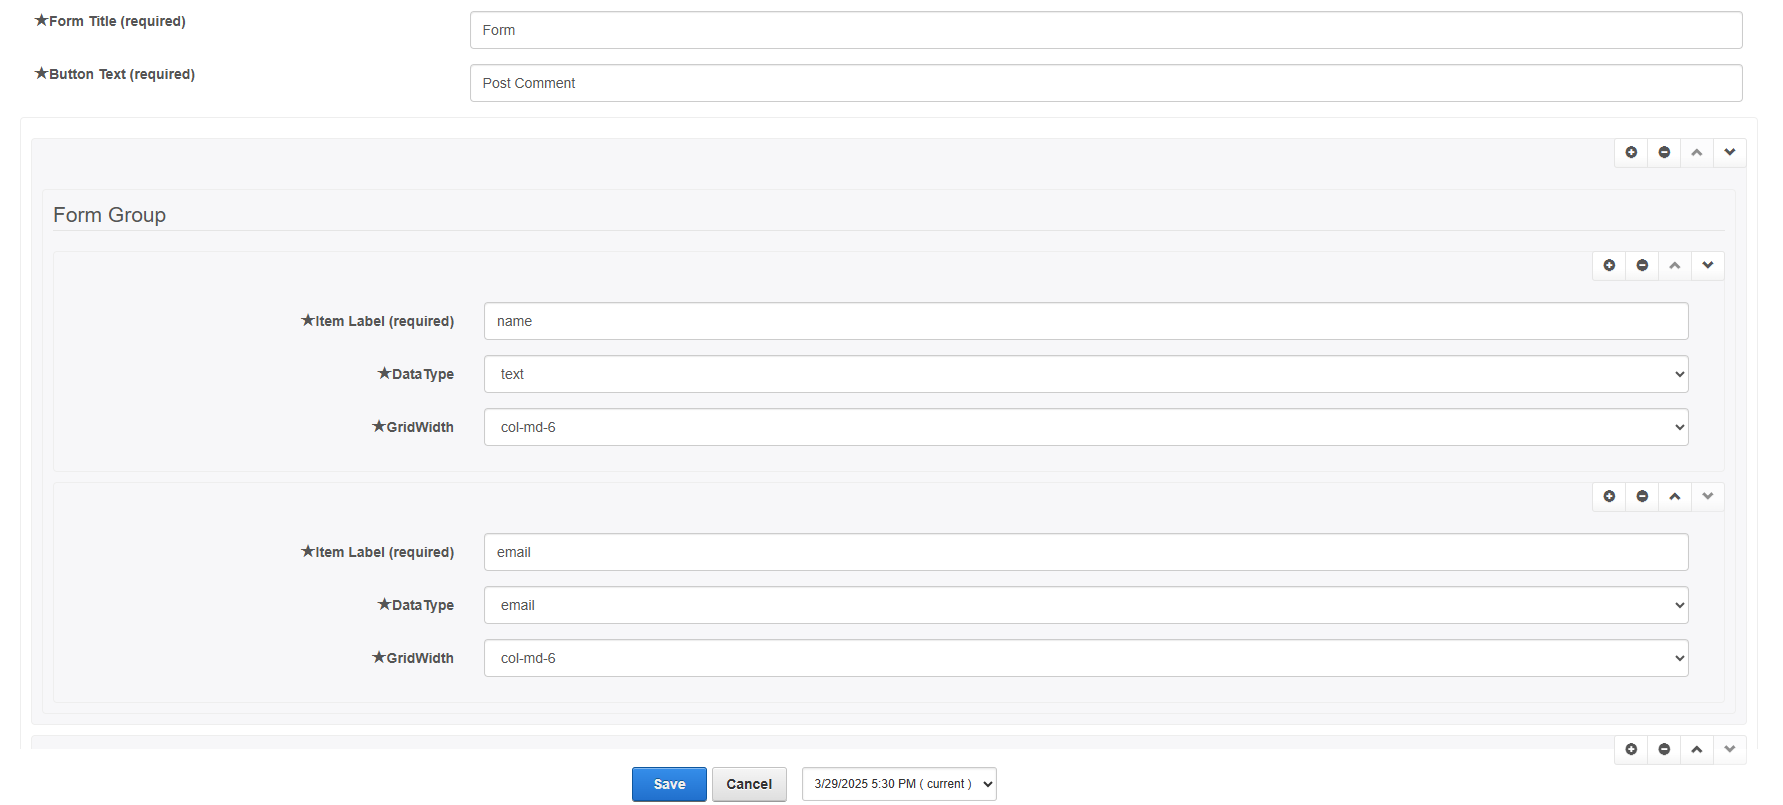 ★Form Title (required)
Form
★Button Text (required)
Post Comment
Form Group
★Item Label (required)
name
★DataType
text
★GridWidth
col-md-6
★Item Label (required)
email
★DataType
email
★GridWidth
col-md-6
Save Cancel 3/29/2025 5:30 PM ( current )